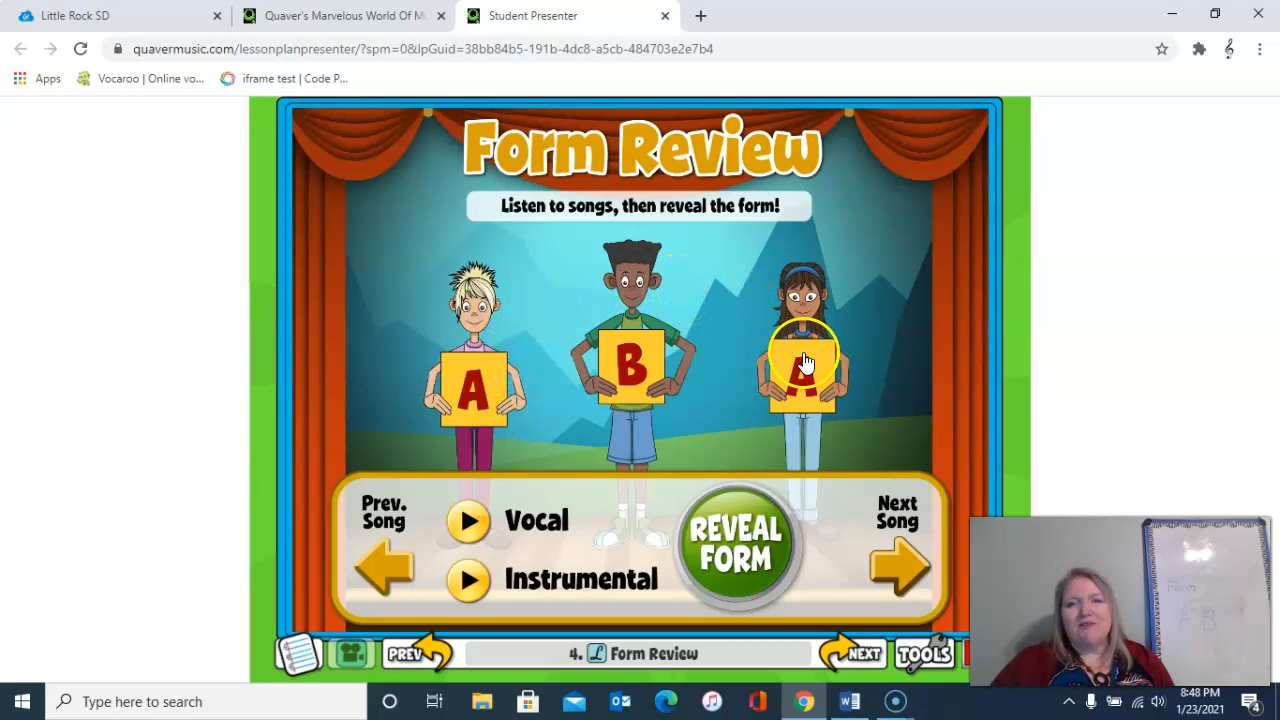 Little Rock SD
Quaver's Marvelous World Of M
Student Presenter
quavermusic.com/lessonplanpresenter/?spm=0&lpGuid=38bb84b5-191b-4dc8-a5cb-484703e2e7b4
Apps
Vocaroo | Online vo...
iframe test | Code P...
Form Review
Listen to songs, then reveal the form!
A
B
A
Prev.
Song
Vocal
Instrumental
REVEAL
FORM
Next
Song
PREV
4. L Form Review
NEXT
TOOLS
Form
A B
Type here to search
8:48 PM
1/23/2021
4